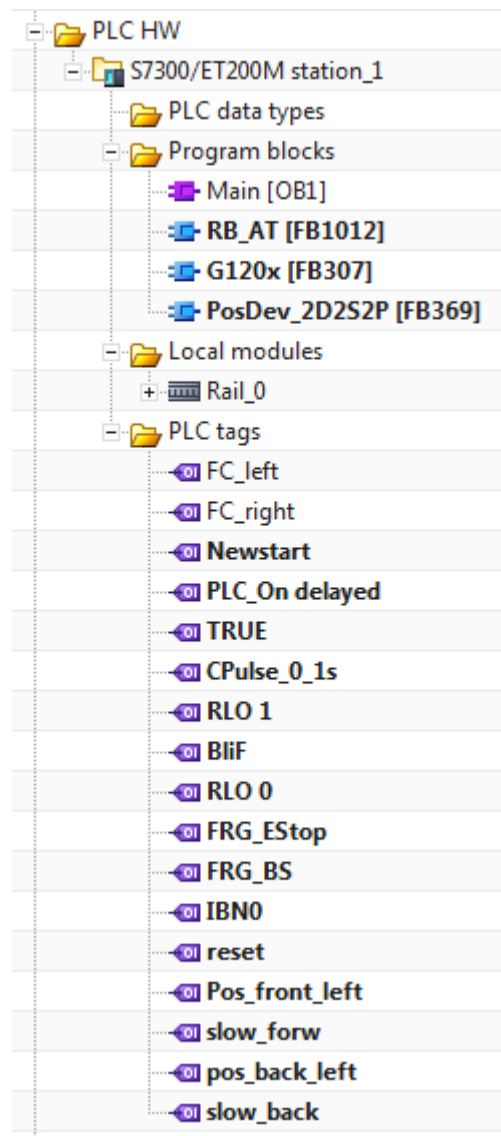 PLC HW
S7300/ET200M station_1
PLC data types
Program blocks
Main [OB1]
RB_AT [FB1012]
G120x [FB307]
PosDev_2D2S2P [FB369]
Local modules
Rail_0
PLC tags
FC_left
FC_right
Newstart
PLC_On delayed
TRUE
CPulse_0_1s
RLO 1
BliF
RLO 0
FRG_EStop
FRG_BS
IBN0
reset
Pos_front_left
slow_forw
pos_back_left
slow_back